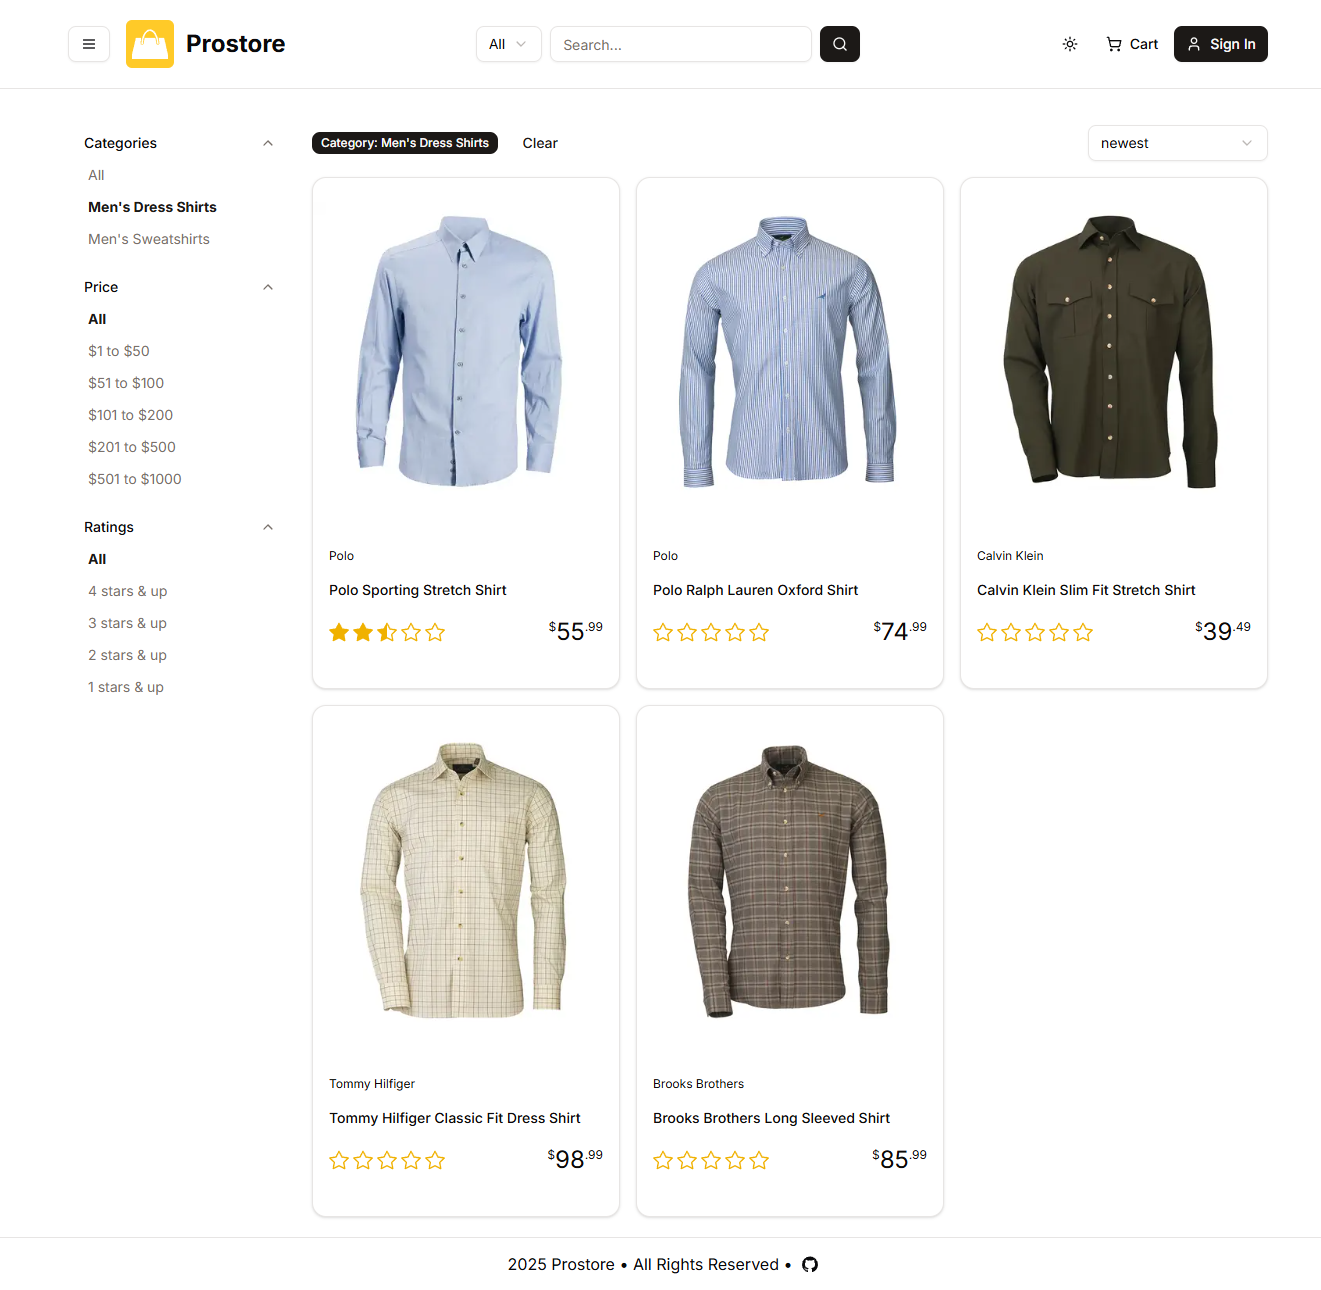 Prostore
All
Search...
Cart
Sign In
Categories
All
Men's Dress Shirts
Men's Sweatshirts
Price
All
$1 to $50
$51 to $100
$101 to $200
$201 to $500
$501 to $1000
Ratings
All
4 stars & up
3 stars & up
2 stars & up
1 stars & up
Category: Men's Dress Shirts
Clear
newest
Polo
Polo Sporting Stretch Shirt
$55.99
Polo
Polo Ralph Lauren Oxford Shirt
$74.99
Calvin Klein
Calvin Klein Slim Fit Stretch Shirt
$39.49
Tommy Hilfiger
Tommy Hilfiger Classic Fit Dress Shirt
$98.99
Brooks Brothers
Brooks Brothers Long Sleeved Shirt
$85.99
2025 Prostore • All Rights Reserved •